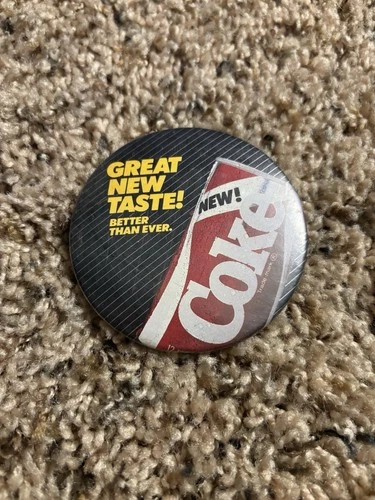 GREAT
NEW
TASTE!
BETTER
THAN EVER.
NEW!
Coke